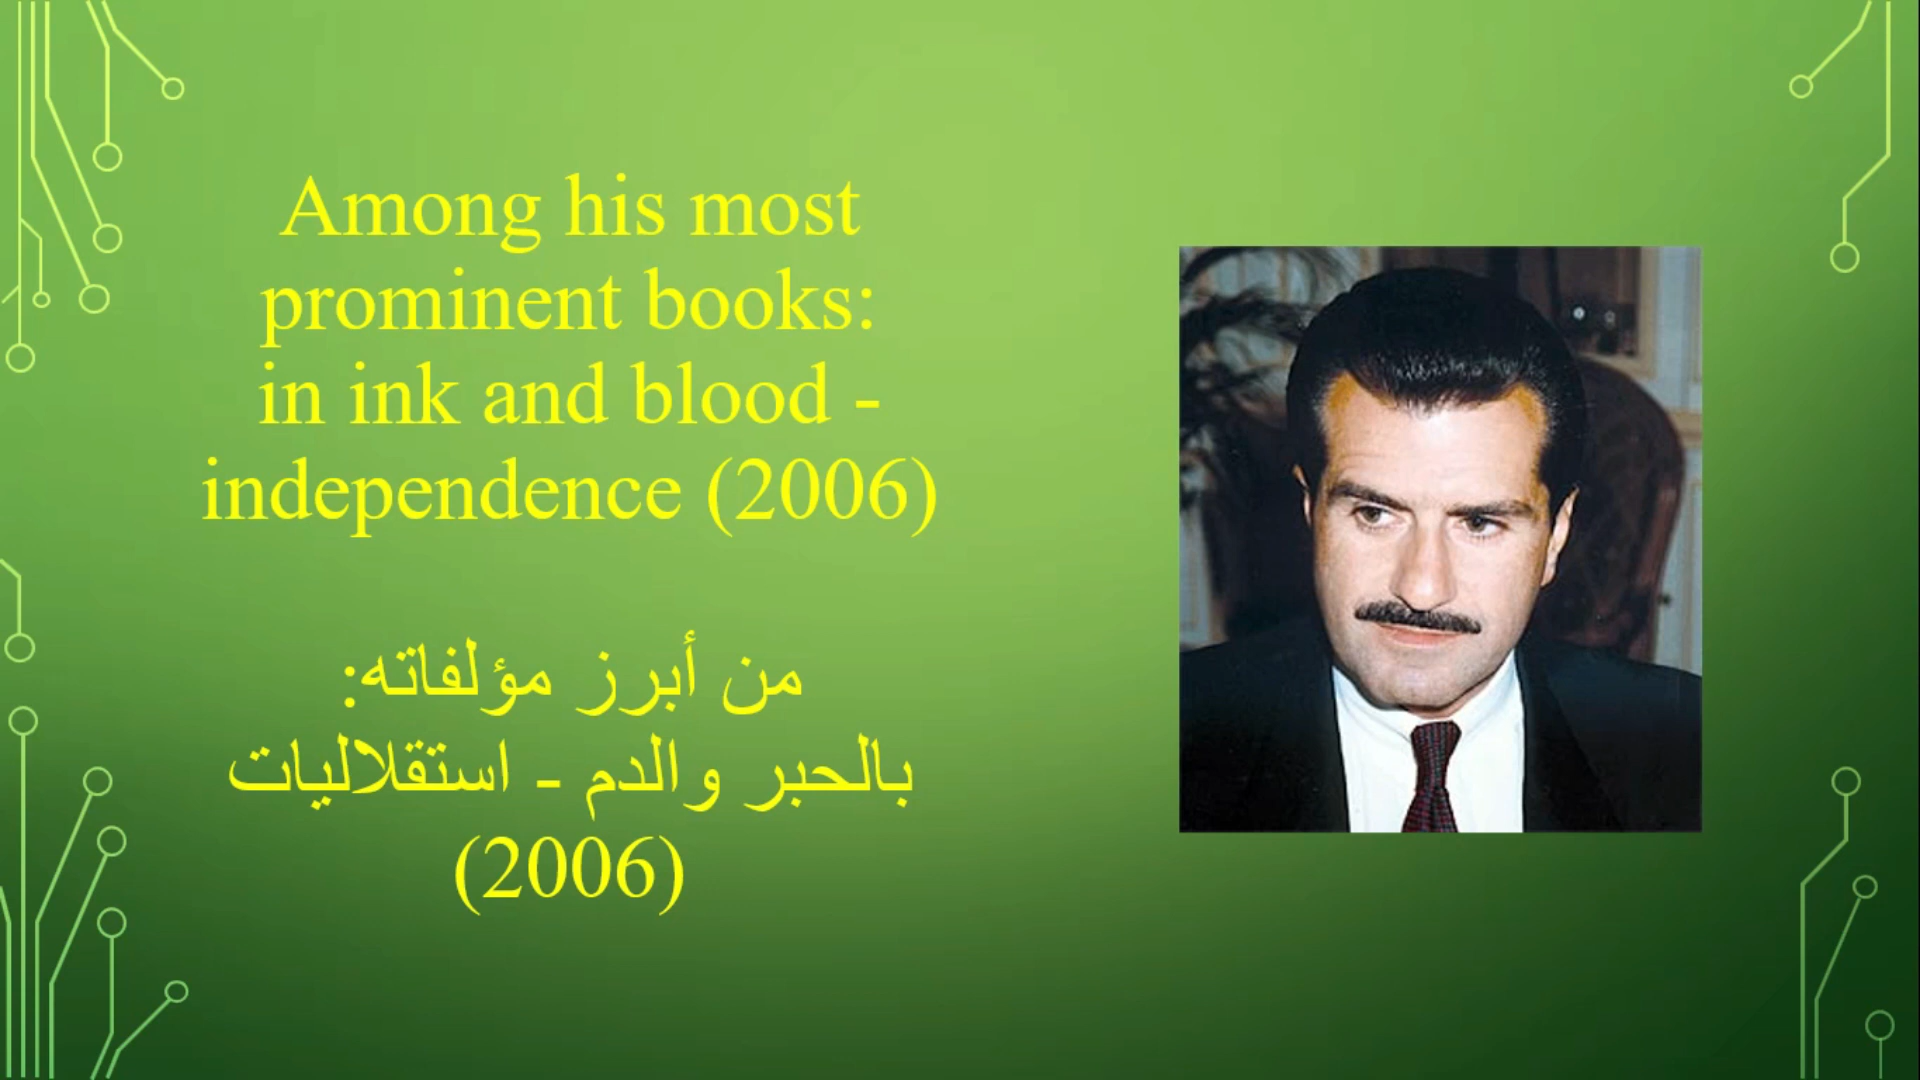 Among his most
prominent books:
in ink and blood -
independence (2006)
من أبرز مؤلفاته:
بالحبر والدم - استقلاليات
(2006)